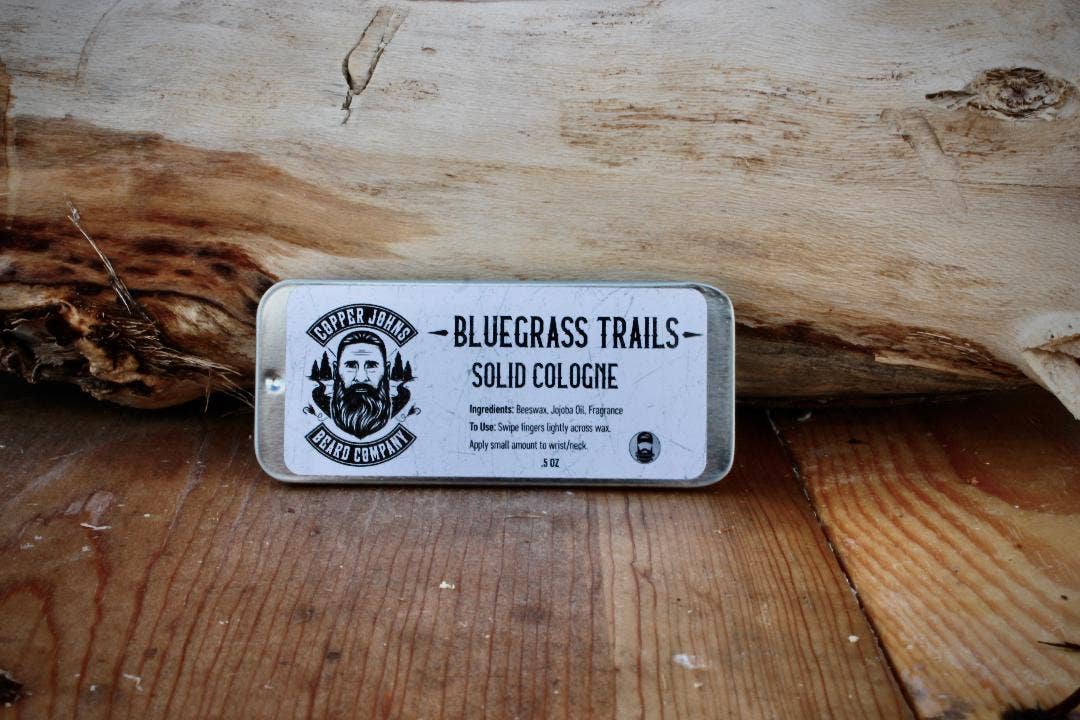 COPPER JOHNS
BEARD COMPANY
BLUEGRASS TRAILS
SOLID COLOGNE
Ingredients: Beeswax, Jojoba Oil, Fragrance
To Use: Swipe fingers lightly across wax.
Apply small amount to wrist/neck.
.5 OZ